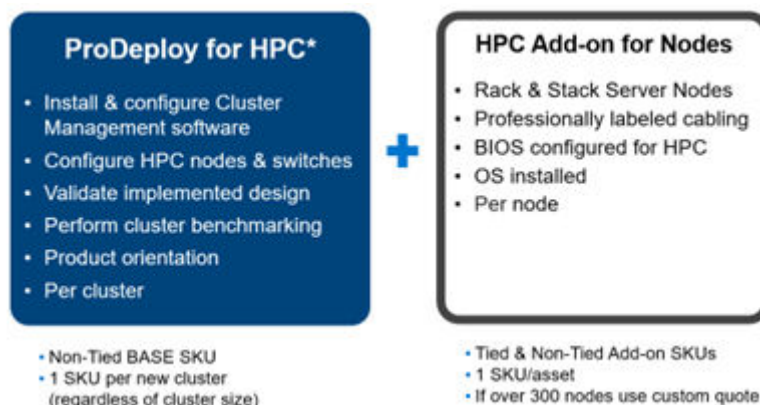 ProDeploy for HPC*
• Install & configure Cluster
Management software
• Configure HPC nodes & switches
• Validate implemented design
• Perform cluster benchmarking
• Product orientation
• Per cluster
• Non-Tied BASE SKU
• 1 SKU per new cluster
(regardless of cluster size)
+
HPC Add-on for Nodes
• Rack & Stack Server Nodes
• Professionally labeled cabling
• BIOS configured for HPC
• OS installed
• Per node
• Tied & Non-Tied Add-on SKUs
• 1 SKU/asset
• If over 300 nodes use custom quote